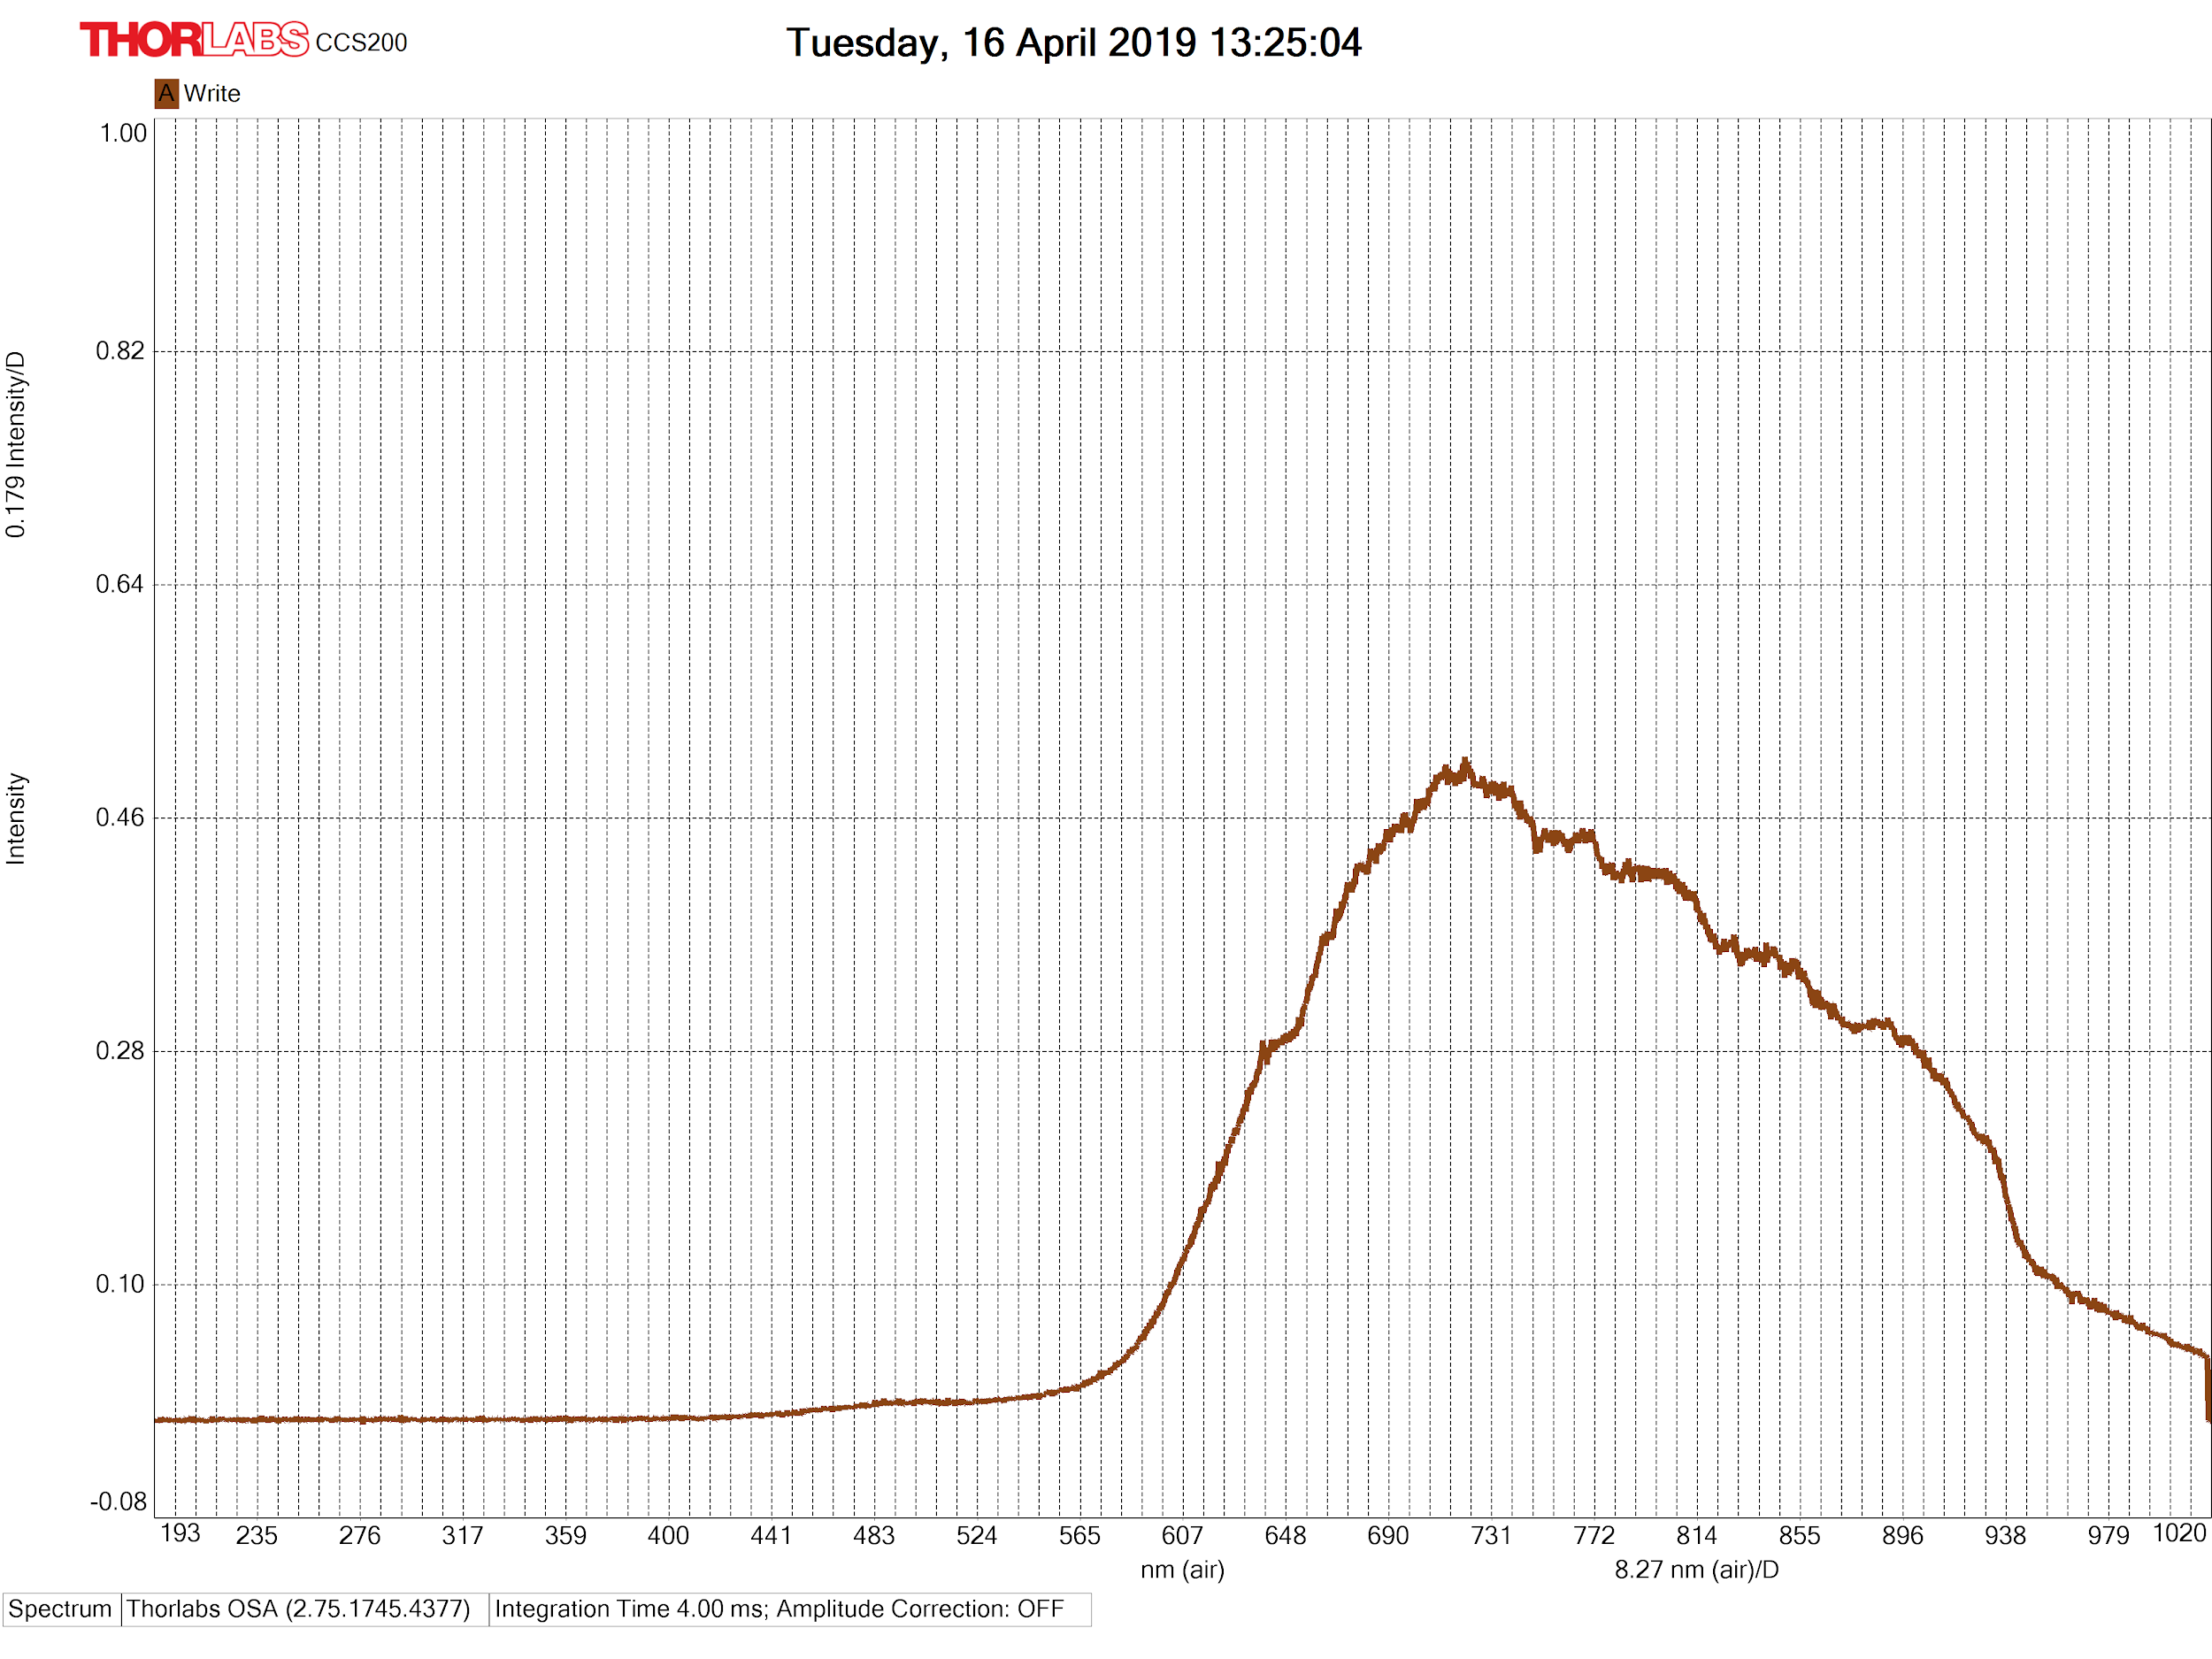 THORLABS CCS200
Tuesday, 16 April 2019 13:25:04
A Write
1.00
0.82
0.64
0.46
0.28
0.10
-0.08
0.179 Intensity/D
Intensity
193 235 276 317 359 400 441 483 524 565 607 648 690 731 772 814 855 896 938 979 1020
nm (air) 8.27 nm (air)/D
Spectrum Thorlabs OSA (2.75.1745.4377) Integration Time 4.00 ms; Amplitude Correction: OFF